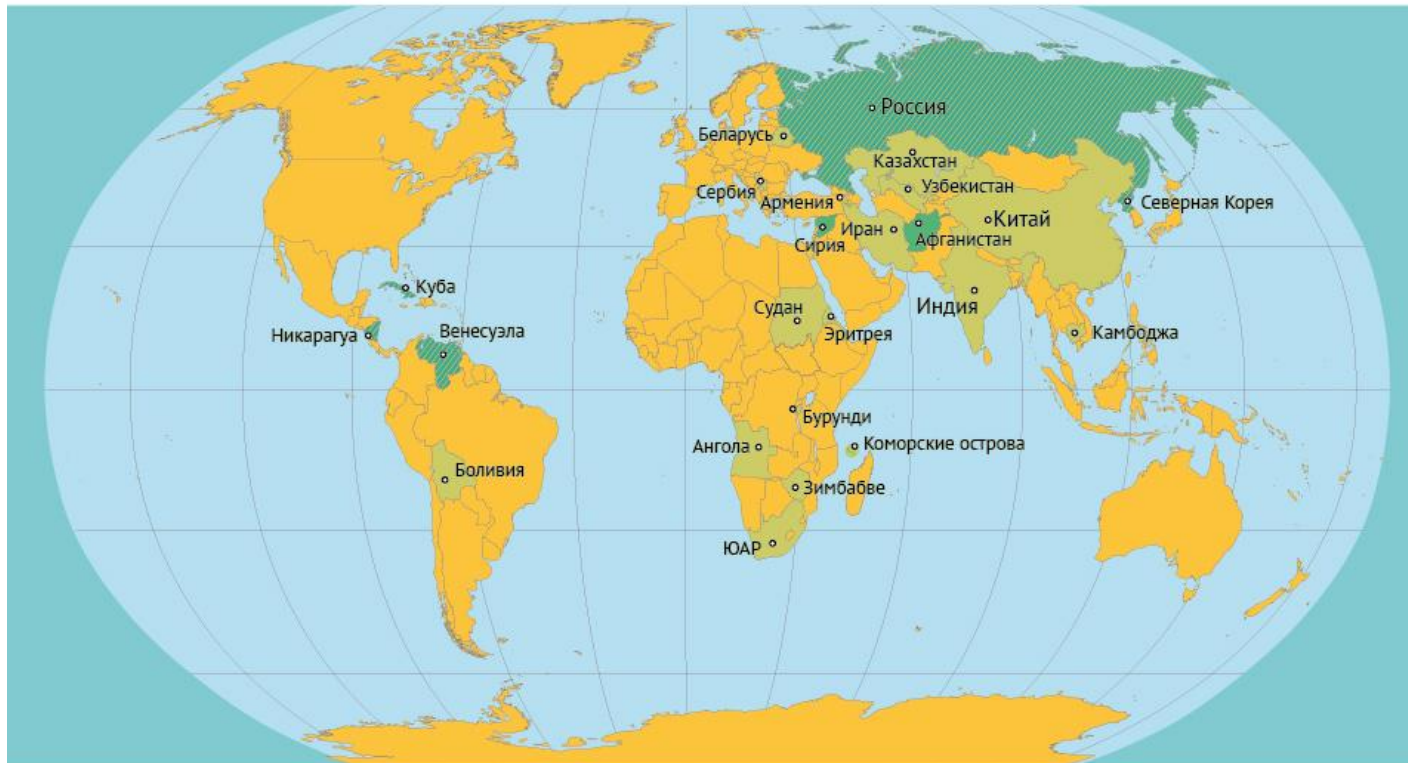 Россия
Беларусь
Казахстан
Сербия
Узбекистан
Армения
Северная Корея
Китай
Иран
Афганистан
Сирия
Куба
Судан
Индия
Эритрея
Никарагуа
Венесуэла
Камбоджа
Бурунди
Ангола
Коморские острова
Боливия
Зимбабве
ЮАР